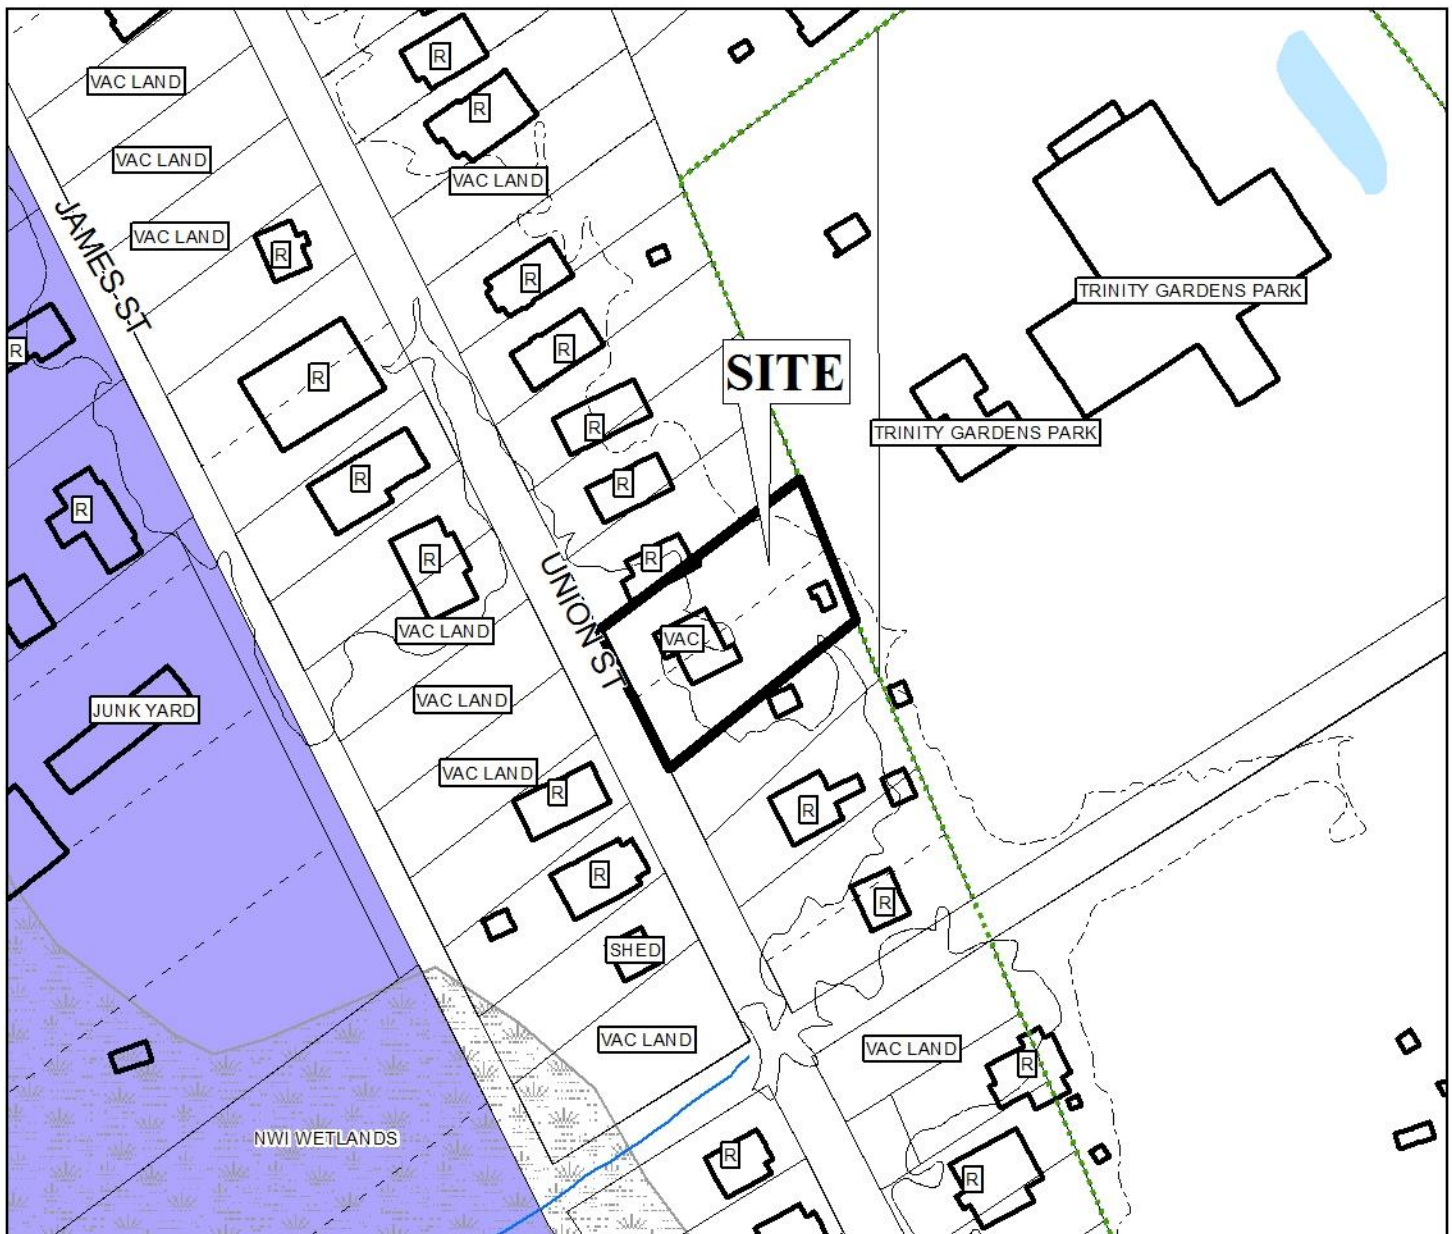 R
VAC LAND
R
VAC LAND
VAC LAND
JAMES ST
VAC LAND
R
R
TRINITY GARDENS PARK
R
R
SITE
R
R
TRINITY GARDENS PARK
R
R
R
R
R
UNION ST
VAC LAND
VAC
VAC LAND
JUNK YARD
VAC LAND
R
R
R
R
SHED
VAC LAND
VAC LAND
R
NWI WETLANDS
R
R